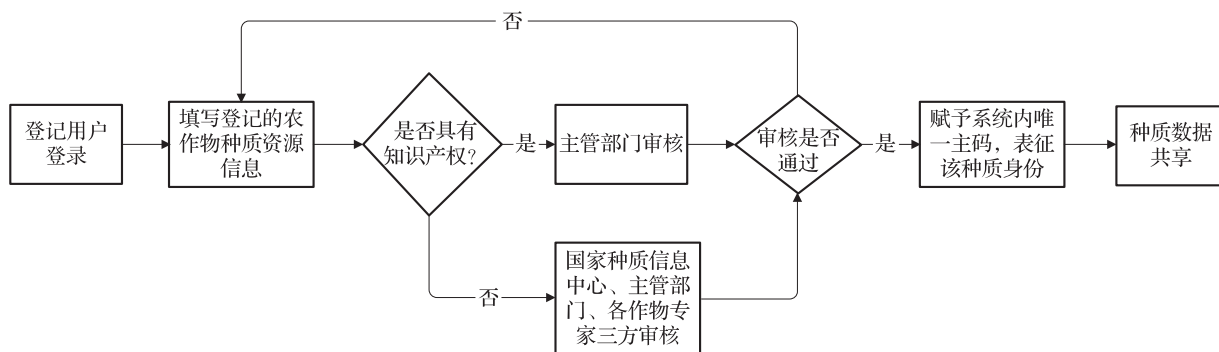 否
登记用户
登录
填写登记的农
作物种质资源
信息
是否具有
知识产权?
是
主管部门审核
审核是否
通过
是
赋予系统内唯
一主码，表征
该种质身份
种质数据
共享
否
国家种质信息
中心、主管部
门、各作物专
家三方审核